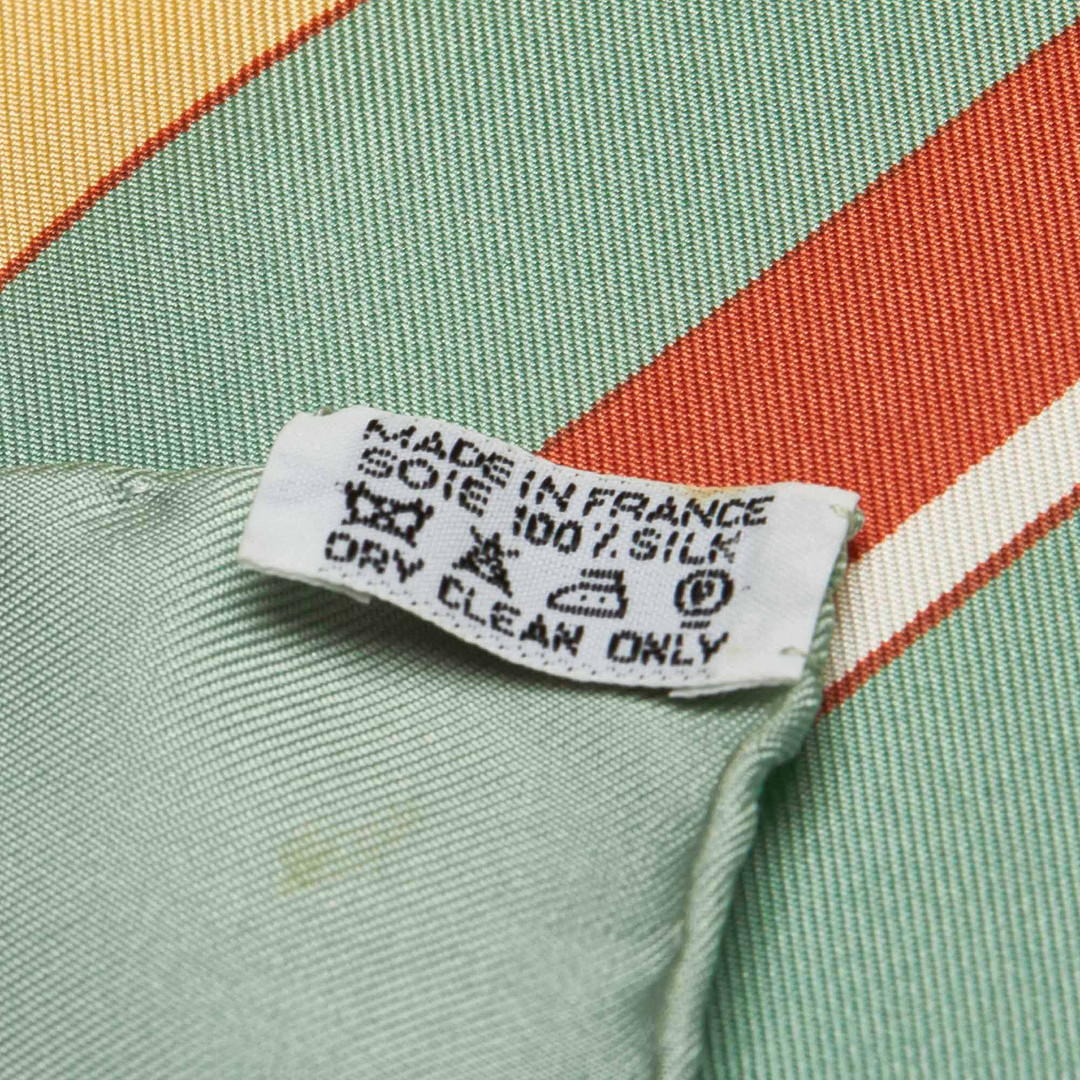 MADE IN FRANCE
SOIE 100% SILK
P
DRY CLEAN ONLY